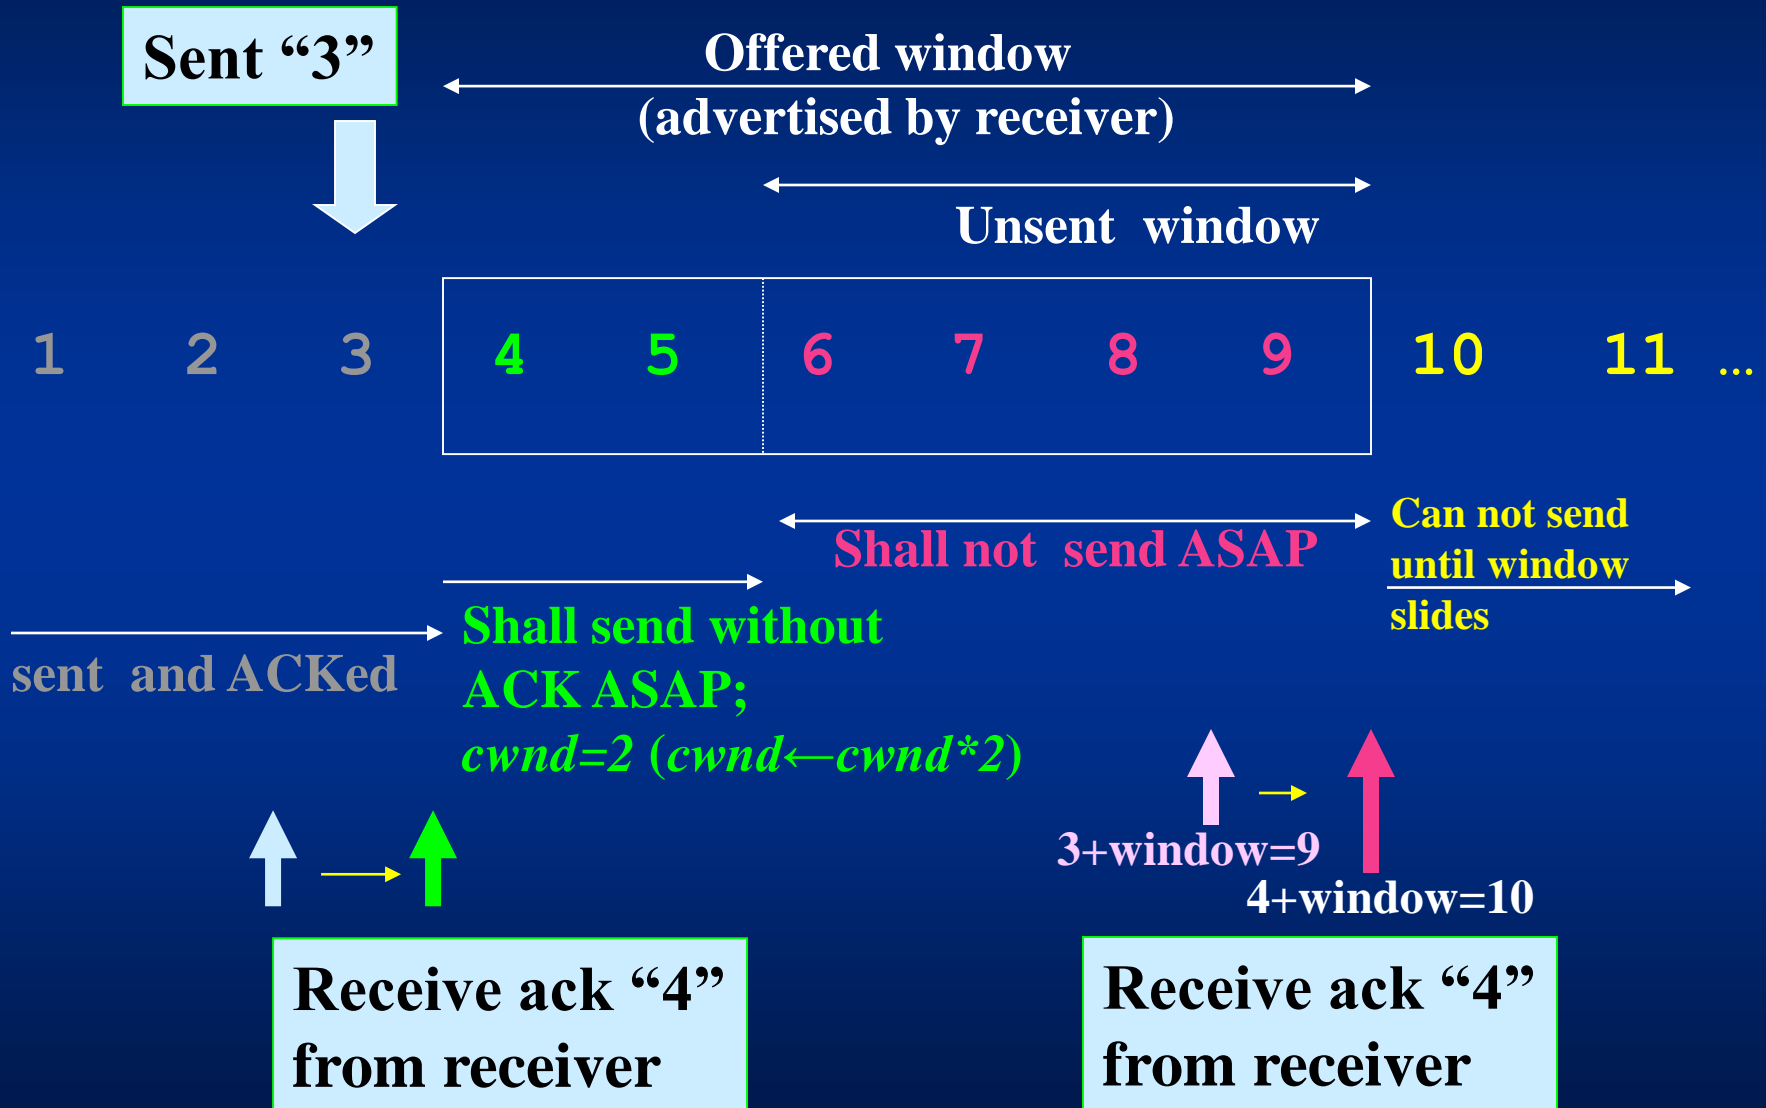 Sent “3”
Offered window
(advertised by receiver)
Unsent window
1 2 3 4 5 6 7 8 9 10 11 ...
Can not send
until window
slides
Shall not send ASAP
Shall send without
ACK ASAP;
cwnd=2 (cwnd←cwnd*2)
sent and ACKed
3+window=9
4+window=10
Receive ack “4”
from receiver
Receive ack “4”
from receiver